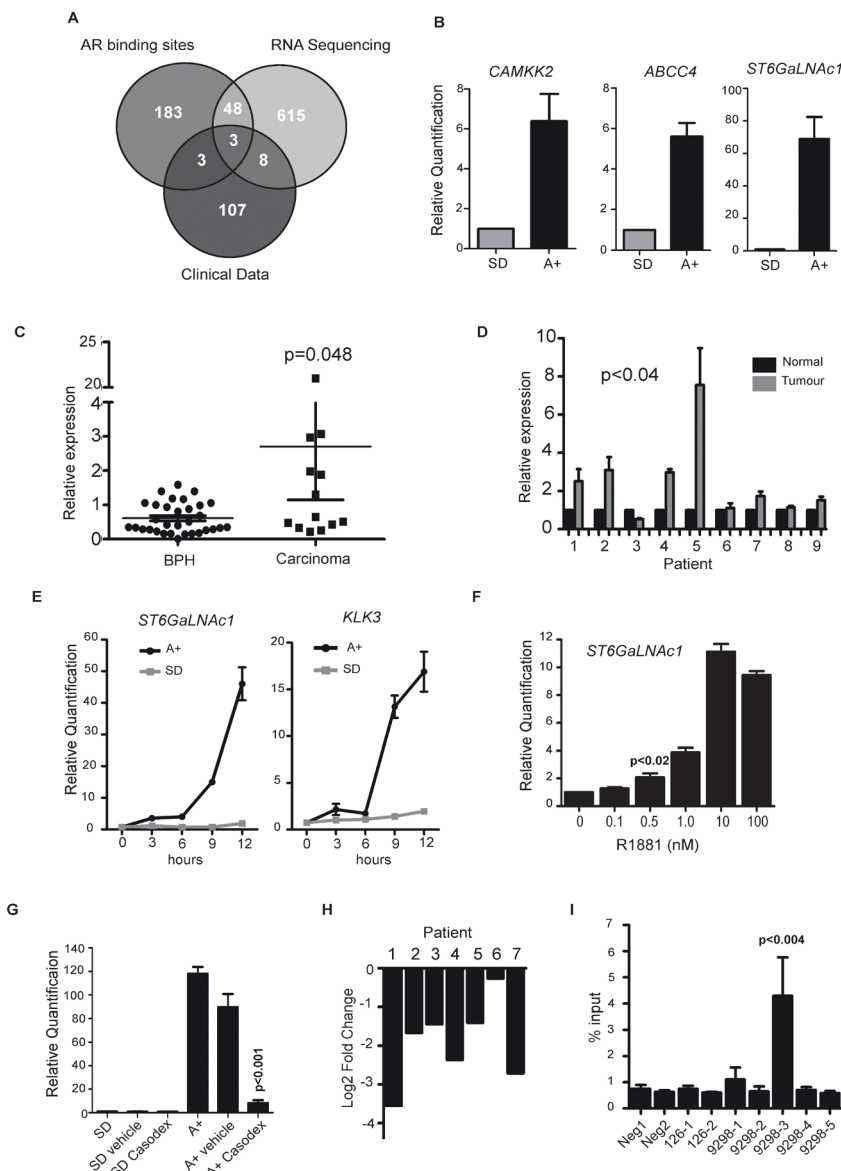 A
AR binding sites
RNA Sequencing
183
48
615
3
3
8
107
Clinical Data
B
CAMKK2
ABCC4
ST6GaLNAc1
Relative Quantification
8
6
4
2
0
SD
A+
8
6
4
2
0
SD
A+
100
80
60
40
20
0
SD
A+
C
Relative expression
25
20
4
3
2
1
0
p=0.048
BPH
Carcinoma
D
Relative expression
10
8
6
4
2
0
p<0.04
Normal
Tumour
1 2 3 4 5 6 7 8 9
Patient
E
ST6GaLNAc1
Relative Quantification
60
50
40
30
20
10
0
A+
SD
0 3 6 9 12
hours
KLK3
20
15
10
5
0
A+
SD
0 3 6 9 12
hours
F
ST6GaLNAc1
Relative Quantification
12
10
8
6
4
2
0
p<0.02
0 0.1 0.5 1.0 10 100
R1881 (nM)
G
Relative Quantificaion
140
120
100
80
60
40
20
0
p<0.001
SD
SD vehicle
SD Casodex
A+
A+ vehicle
A+ Casodex
H
Patient
1 2 3 4 5 6 7
Log2 Fold Change
0
-1
-2
-3
-4
I
% input
7
6
5
4
3
2
1
0
p<0.004
Neg1
Neg2
126-1
126-2
9298-1
9298-2
9298-3
9298-4
9298-5